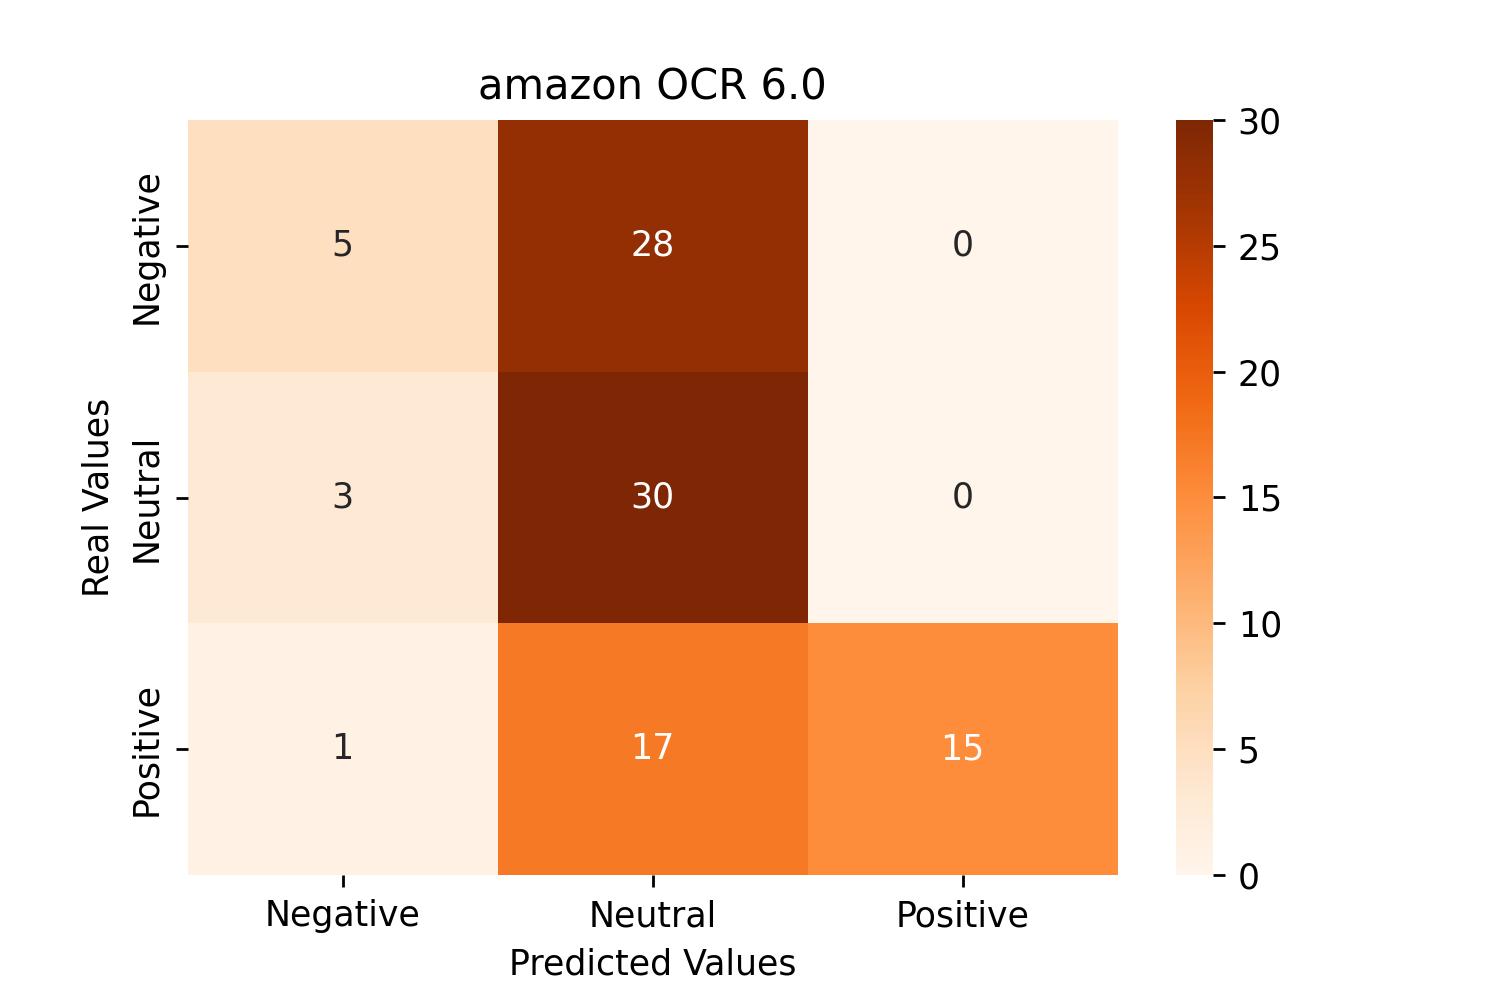 amazon OCR 6.0
Real Values
Negative
5 28 0
Neutral
3 30 0
Positive
1 17 15
Negative Neutral Positive
Predicted Values
30
25
20
15
10
5
0